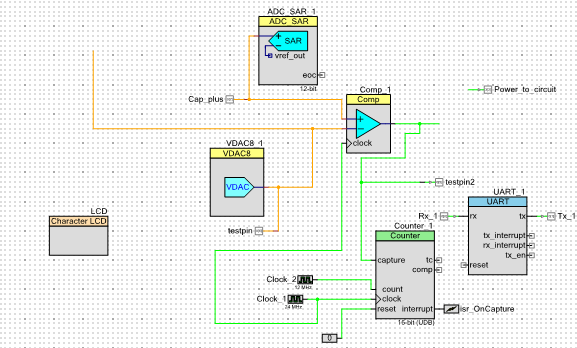 ADC_SAR_1
ADC_SAR
SAR
vref_out
eoc
12-bit
Cap_plus
Comp_1
Comp
clock
Power_to_circuit
VDAC8_1
VDAC8
VDAC
testpin
testpin2
LCD
Character LCD
UART_1
UART
Rx_1
rx
tx
Tx_1
tx_interrupt
rx_interrupt
tx_en
reset
Counter_1
Counter
capture
tc
comp
count
clock
reset
interrupt
16-bit (UDB)
Clock_2
12 MHz
Clock_1
24 MHz
isr_OnCapture
0